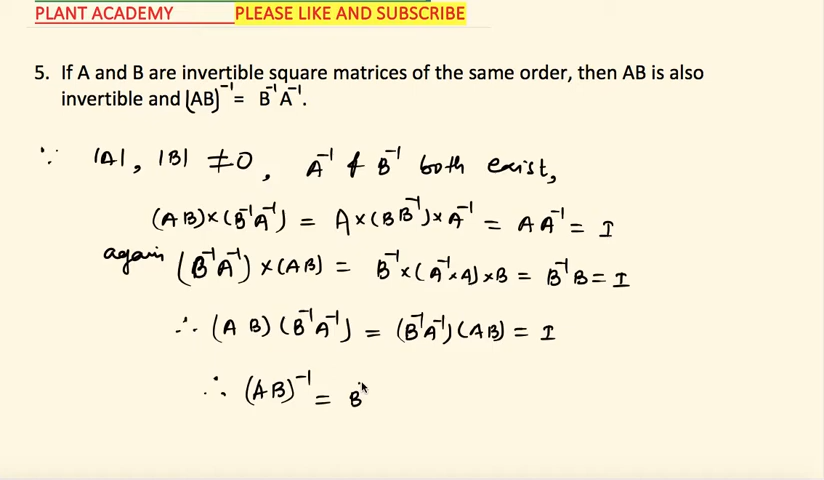 PLANT ACADEMY PLEASE LIKE AND SUBSCRIBE
5. If A and B are invertible square matrices of the same order, then AB is also
invertible and (AB)⁻¹ = B⁻¹A⁻¹.
∵ |A|, |B| ≠ 0, A⁻¹ & B⁻¹ both exist,
(AB)×(B⁻¹A⁻¹) = A×(BB⁻¹)×A⁻¹ = AA⁻¹ = I
again (B⁻¹A⁻¹)×(AB) = B⁻¹×(A⁻¹×A)×B = B⁻¹B = I
∴ (AB)(B⁻¹A⁻¹) = (B⁻¹A⁻¹)(AB) = I
∴ (AB)⁻¹ = B